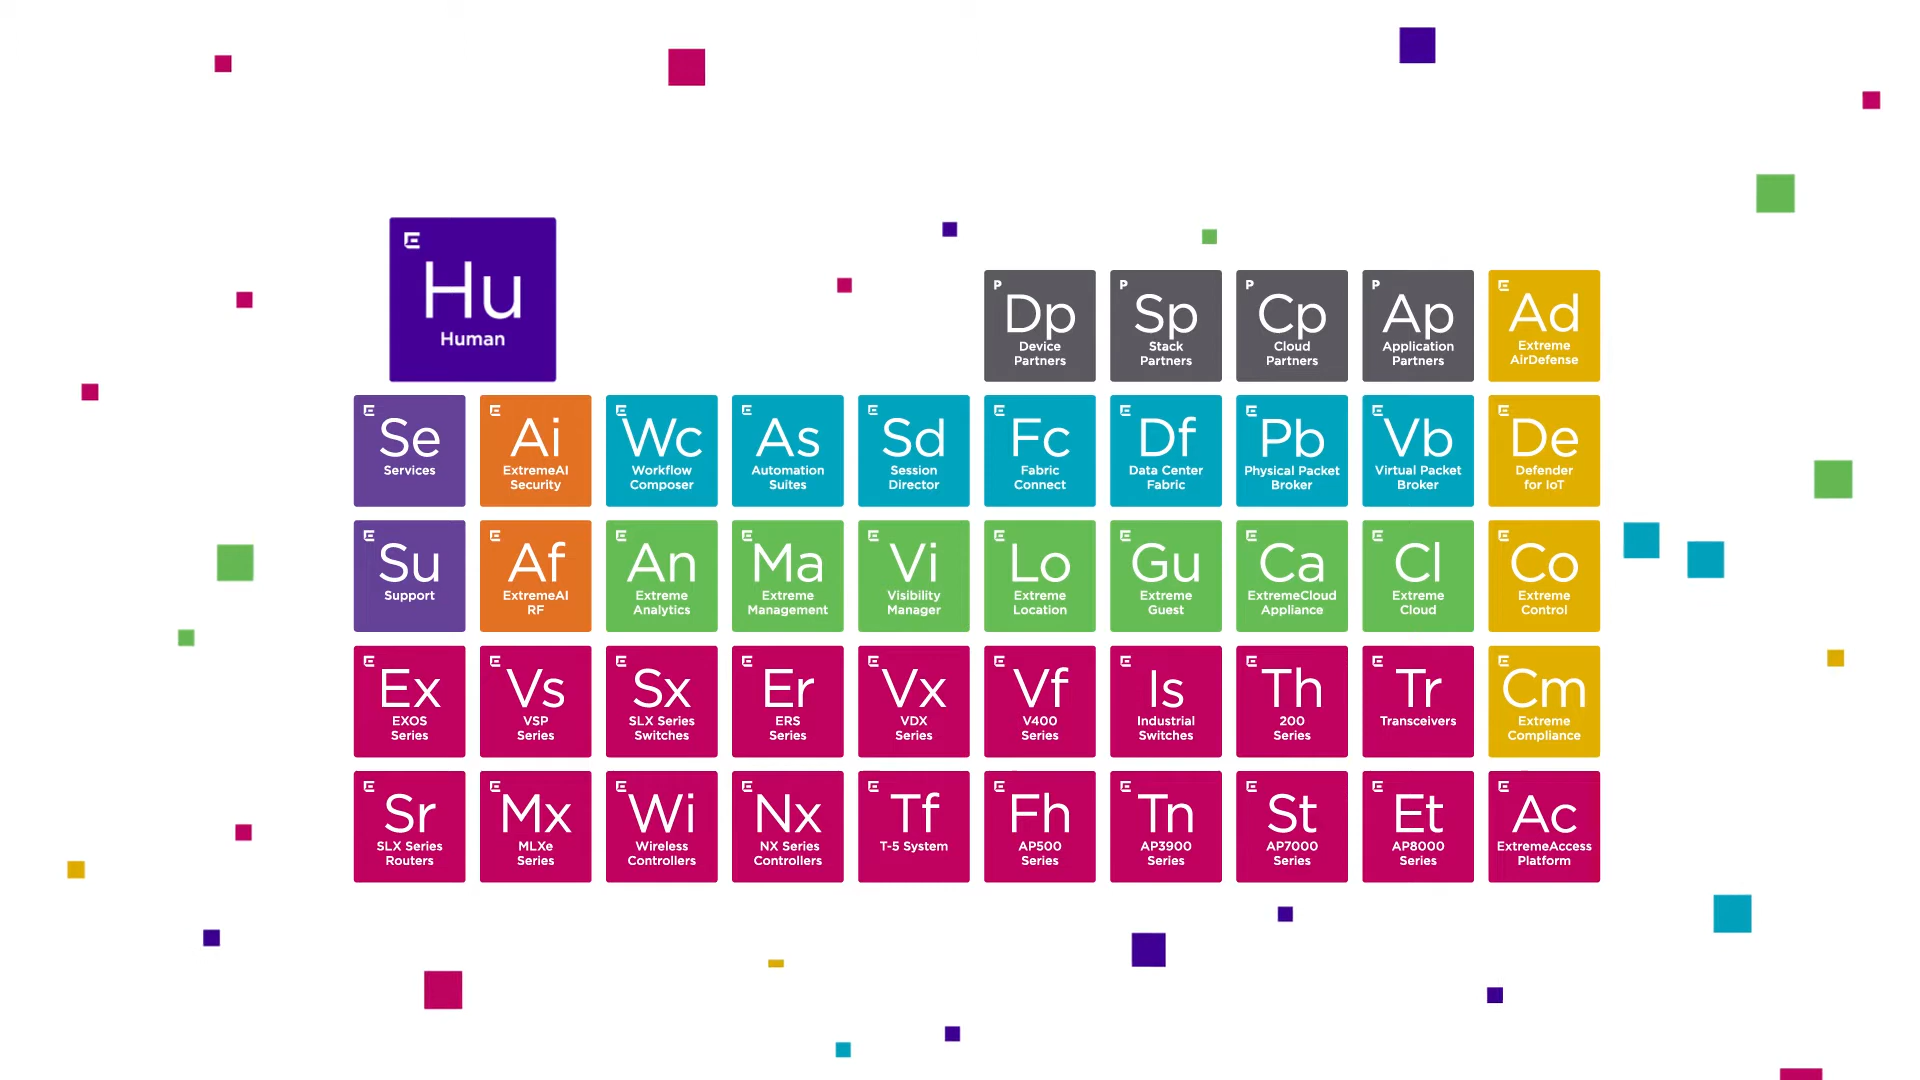 Hu
Human
P
Dp
Device
Partners
P
Sp
Stack
Partners
P
Cp
Cloud
Partners
P
Ap
Application
Partners
E
Ad
Extreme
AirDefense
E
Se
Services
E
Ai
ExtremeAI
Security
E
Wc
Workflow
Composer
E
As
Automation
Suites
E
Sd
Session
Director
E
Fc
Fabric
Connect
E
Df
Data Center
Fabric
E
Pb
Physical Packet
Broker
E
Vb
Virtual Packet
Broker
E
De
Defender
for IoT
E
Su
Support
E
Af
ExtremeAI
RF
E
An
Extreme
Analytics
E
Ma
Extreme
Management
E
Vi
Visibility
Manager
E
Lo
Extreme
Location
E
Gu
Extreme
Guest
E
Ca
ExtremeCloud
Appliance
E
Cl
Extreme
Cloud
E
Co
Extreme
Control
E
Ex
EXOS
Series
E
Vs
VSP
Series
E
Sx
SLX Series
Switches
E
Er
ERS
Series
E
Vx
VDX
Series
E
Vf
V400
Series
E
Is
Industrial
Switches
E
Th
200
Series
E
Tr
Transceivers
E
Cm
Extreme
Compliance
E
Sr
SLX Series
Routers
E
Mx
MLXe
Series
E
Wi
Wireless
Controllers
E
Nx
NX Series
Controllers
E
Tf
T-5 System
E
Fh
AP500
Series
E
Tn
AP3900
Series
E
St
AP7000
Series
E
Et
AP8000
Series
E
Ac
ExtremeAccess
Platform